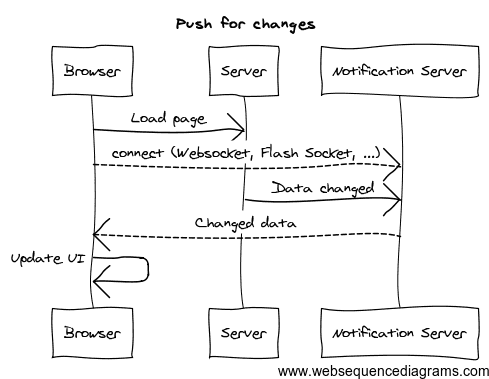 Push for changes
Browser
Server
Notification Server
Load page
connect (Websocket, Flash Socket, ...)
Data changed
Changed data
Update UI
Browser
Server
Notification Server
www.websequencediagrams.com